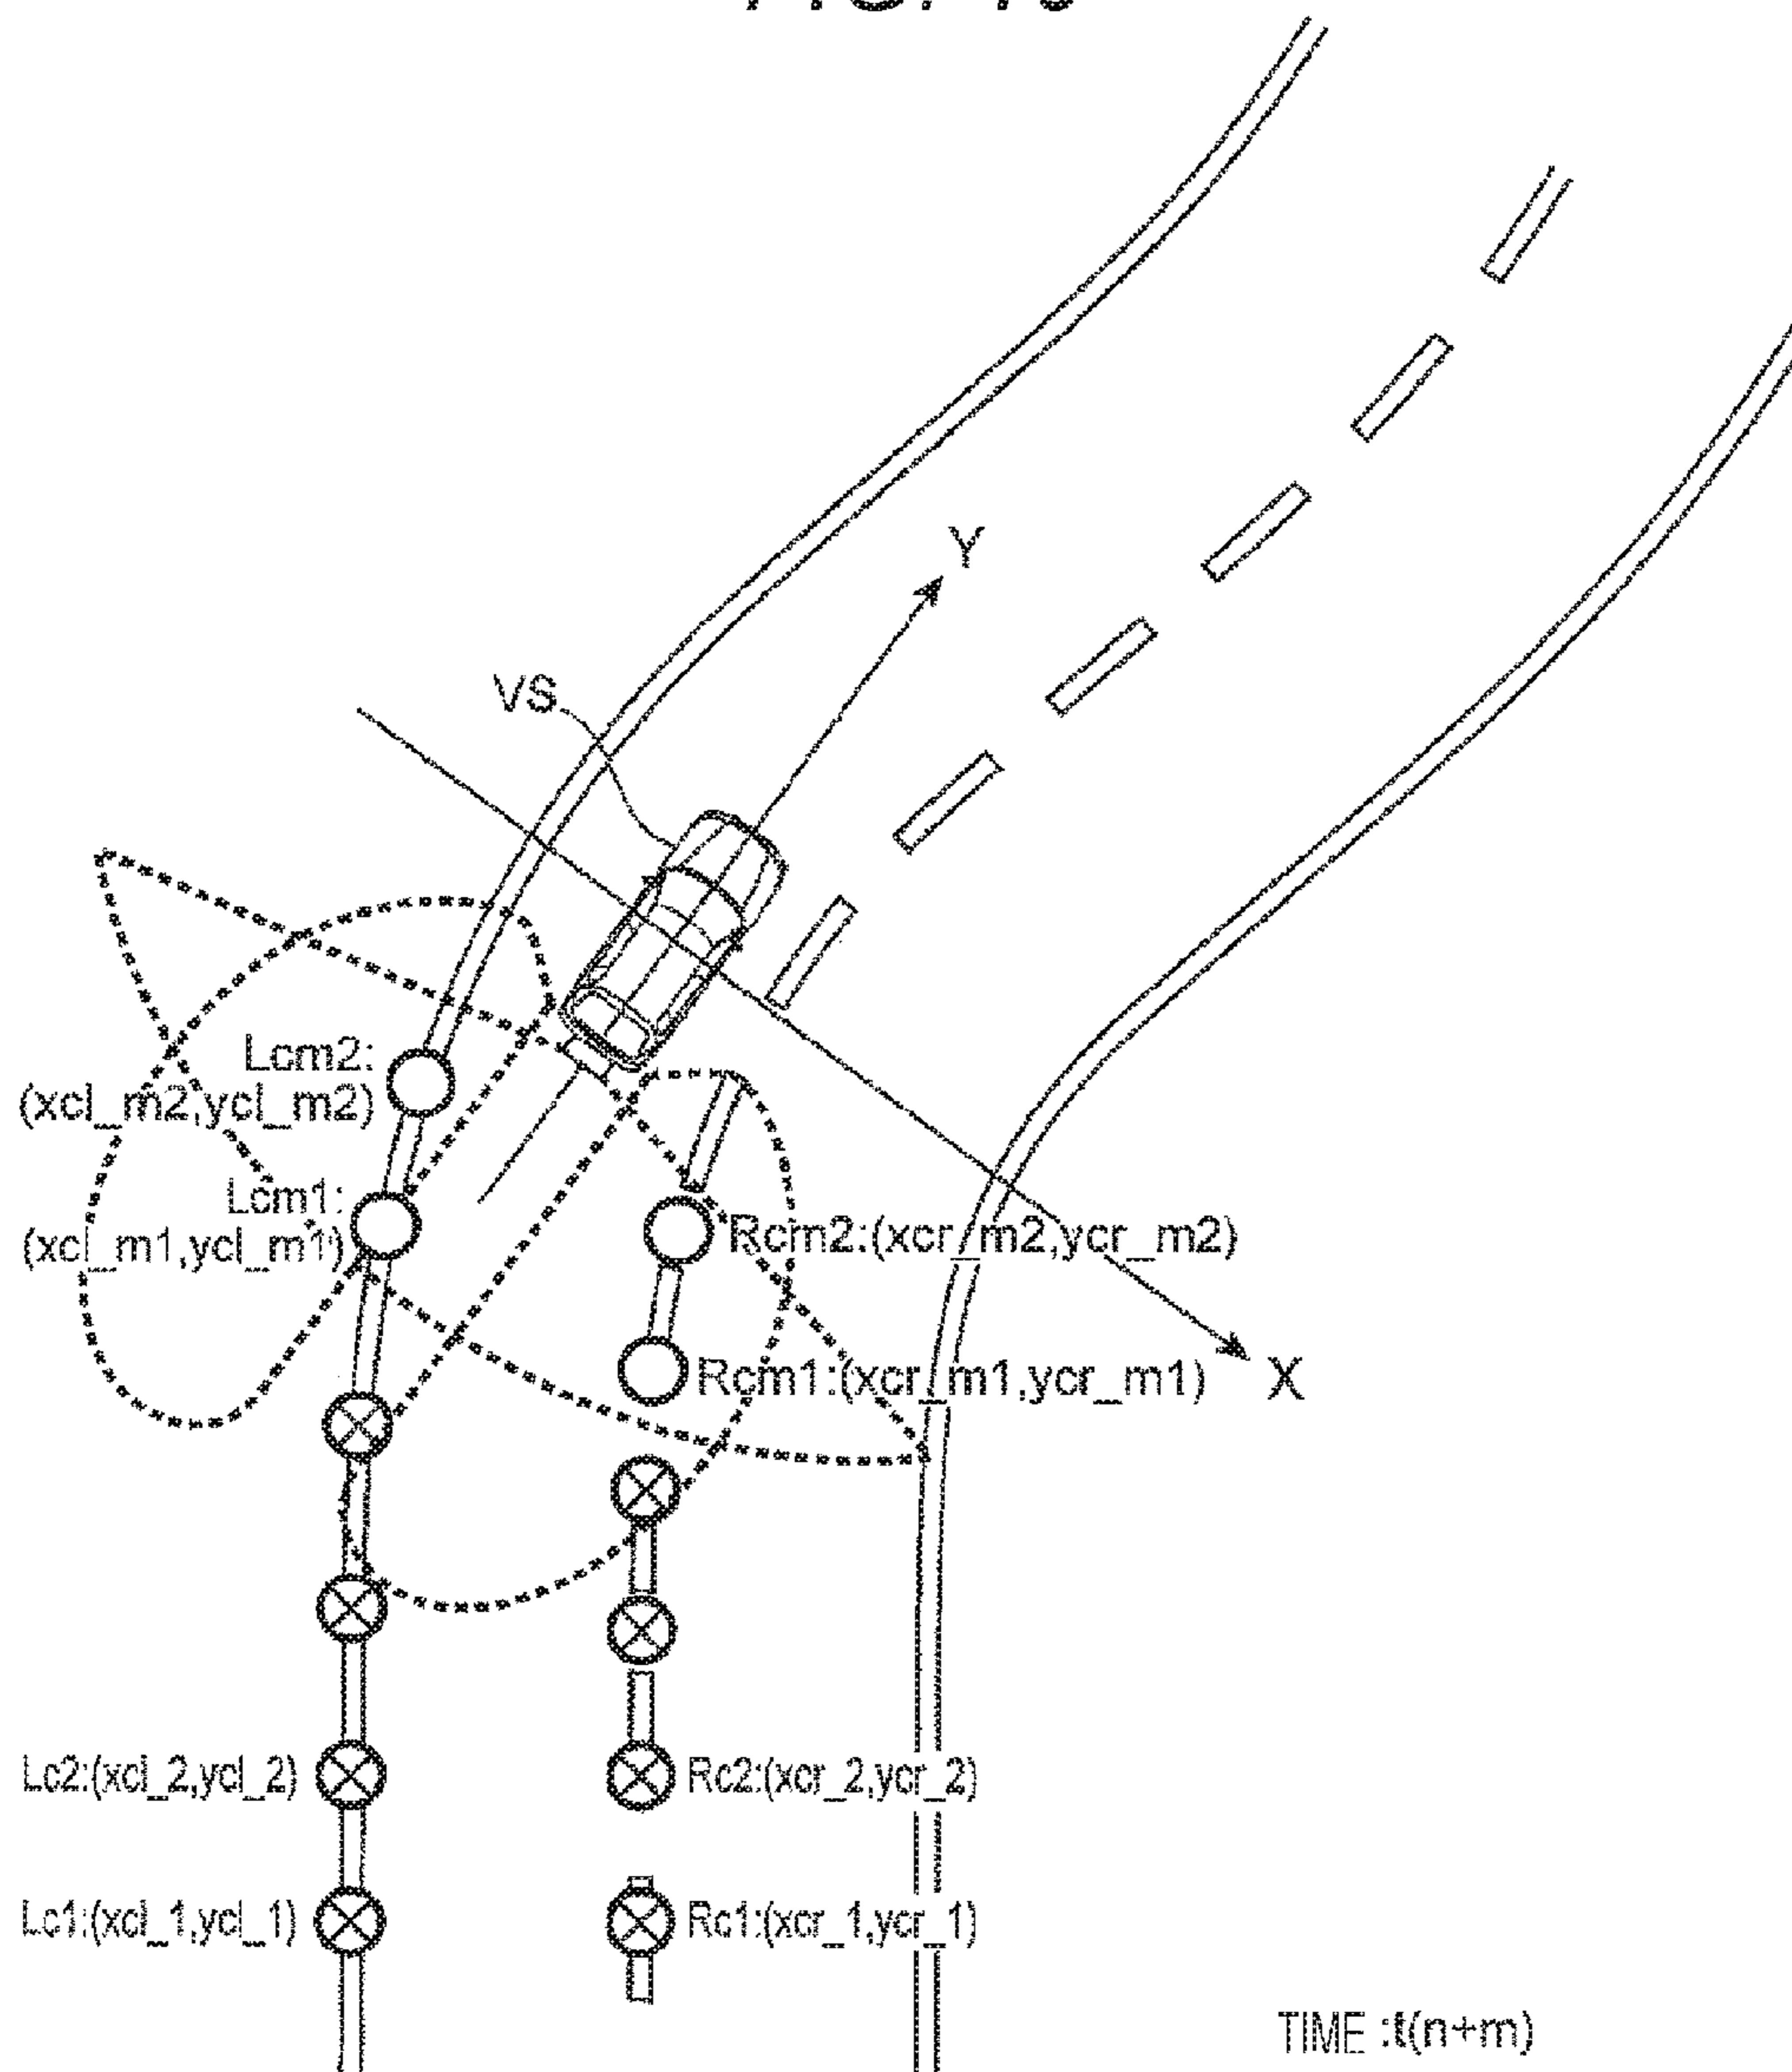 Y
VS
Lcm2:
(xcl_m2,ycl_m2)
Lcm1:
(xcl_m1,ycl_m1)
Rcm2:(xcr_m2,ycr_m2)
Rcm1:(xcr_m1,ycr_m1)
X
Lc2:(xcl_2,ycl_2)
Rc2:(xcr_2,ycr_2)
Lc1:(xcl_1,ycl_1)
Rc1:(xcr_1,ycr_1)
TIME :t(n+m)